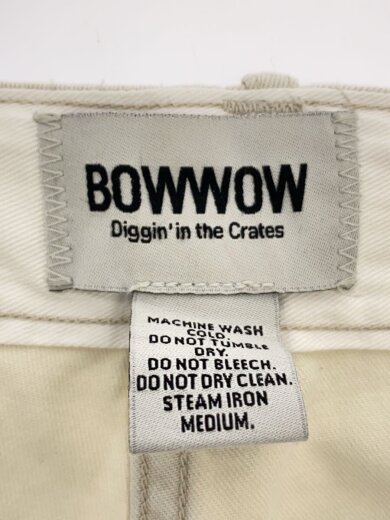 BOWWOW
Diggin' in the Crates
MACHINE WASH
COLD.
DO NOT TUMBLE
DRY.
DO NOT BLEECH.
DO NOT DRY CLEAN.
STEAM IRON
MEDIUM.